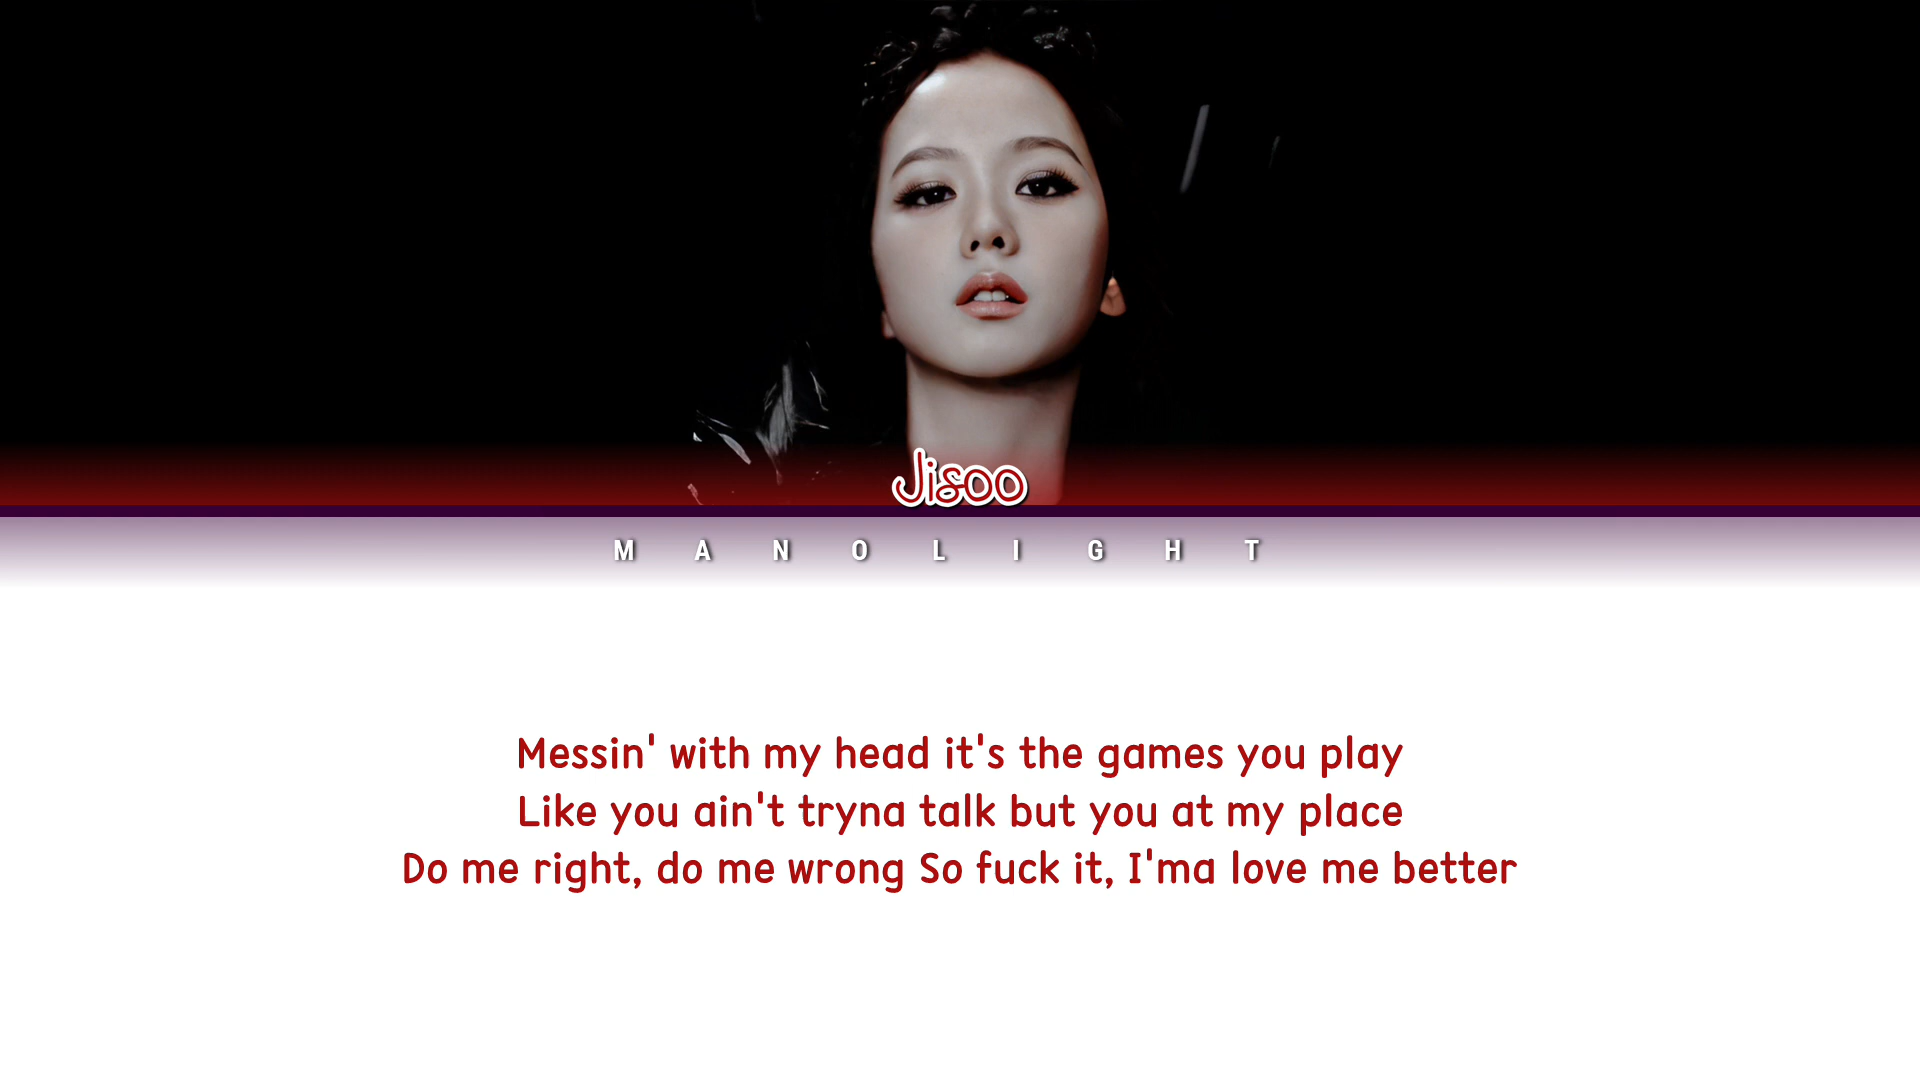 Jisoo
MANOLIGHT
Messin' with my head it's the games you play
Like you ain't tryna talk but you at my place
Do me right, do me wrong So fuck it, I'ma love me better